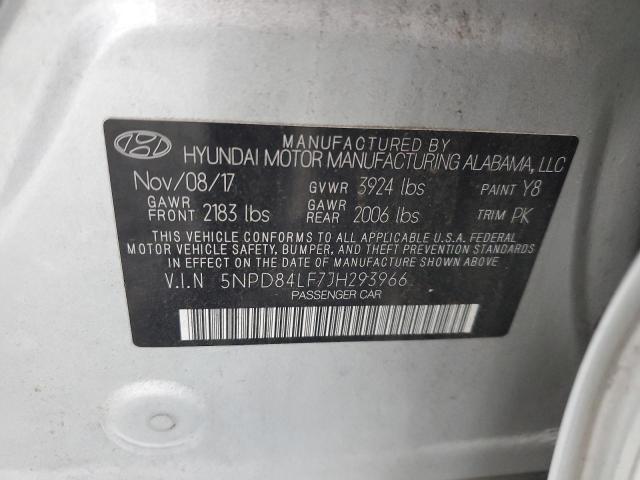 MANUFACTURED BY
HYUNDAI MOTOR MANUFACTURING ALABAMA, LLC
Nov/08/17 GVWR 3924 lbs PAINT Y8
GAWR FRONT 2183 lbs GAWR REAR 2006 lbs TRIM PK
THIS VEHICLE CONFORMS TO ALL APPLICABLE U.S.A. FEDERAL
MOTOR VEHICLE SAFETY, BUMPER, AND THEFT PREVENTION STANDARDS
IN EFFECT ON THE DATE OF MANUFACTURE SHOWN ABOVE.
V.I.N 5NPD84LF7JH293966
PASSENGER CAR